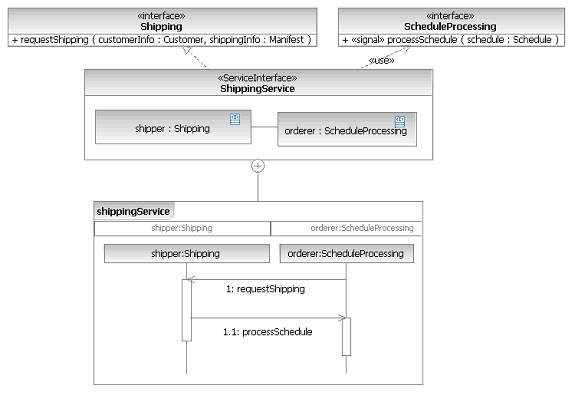 «interface»
Shipping
+ requestShipping ( customerInfo : Customer, shippingInfo : Manifest )
«interface»
ScheduleProcessing
+ «signal» processSchedule ( schedule : Schedule )
«use»
«ServiceInterface»
ShippingService
shipper : Shipping
orderer : ScheduleProcessing
shippingService
shipper:Shipping
orderer:ScheduleProcessing
shipper:Shipping
orderer:ScheduleProcessing
1: requestShipping
1.1: processSchedule